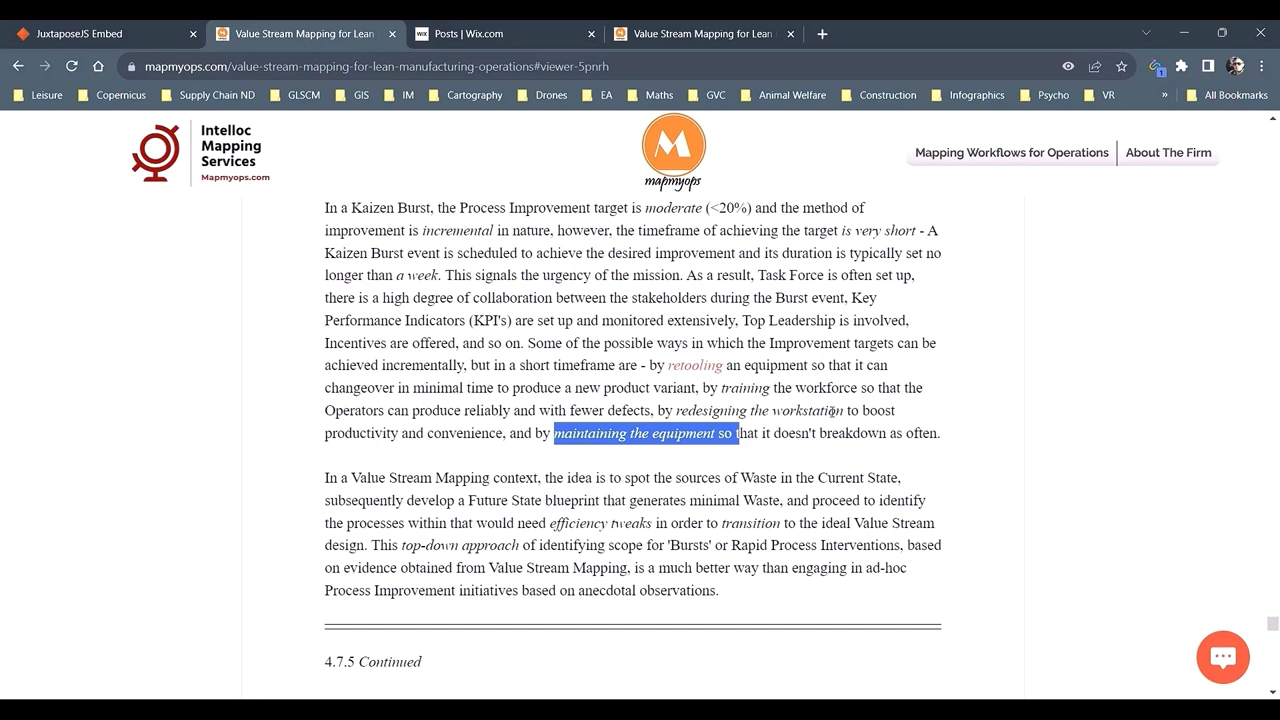 JuxtaposeJS Embed
Value Stream Mapping for Lean
Posts | Wix.com
Value Stream Mapping for Lean
mapmyops.com/value-stream-mapping-for-lean-manufacturing-operations#viewer-5pnrh
1
Leisure Copernicus Supply Chain ND GLSCM GIS IM Cartography Drones EA Maths GVC Animal Welfare Construction Infographics Psycho VR » All Bookmarks
Intelloc
Mapping
Services
Mapmyops.com
M
mapmyops
Mapping Workflows for Operations About The Firm
In a Kaizen Burst, the Process Improvement target is moderate (<20%) and the method of
improvement is incremental in nature, however, the timeframe of achieving the target is very short - A
Kaizen Burst event is scheduled to achieve the desired improvement and its duration is typically set no
longer than a week. This signals the urgency of the mission. As a result, Task Force is often set up,
there is a high degree of collaboration between the stakeholders during the Burst event, Key
Performance Indicators (KPI's) are set up and monitored extensively, Top Leadership is involved,
Incentives are offered, and so on. Some of the possible ways in which the Improvement targets can be
achieved incrementally, but in a short timeframe are - by retooling an equipment so that it can
changeover in minimal time to produce a new product variant, by training the workforce so that the
Operators can produce reliably and with fewer defects, by redesigning the workstation to boost
productivity and convenience, and by maintaining the equipment so that it doesn't breakdown as often.
In a Value Stream Mapping context, the idea is to spot the sources of Waste in the Current State,
subsequently develop a Future State blueprint that generates minimal Waste, and proceed to identify
the processes within that would need efficiency tweaks in order to transition to the ideal Value Stream
design. This top-down approach of identifying scope for 'Bursts' or Rapid Process Interventions, based
on evidence obtained from Value Stream Mapping, is a much better way than engaging in ad-hoc
Process Improvement initiatives based on anecdotal observations.
4.7.5 Continued